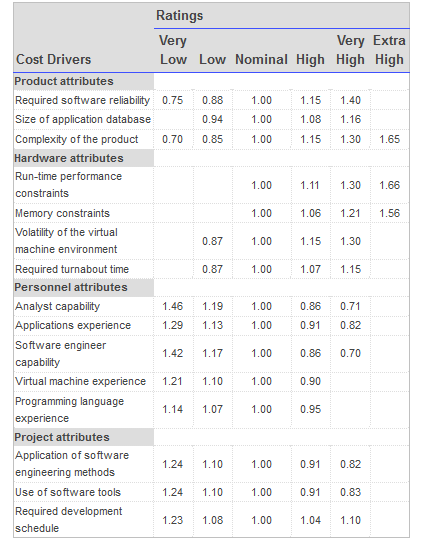 Ratings
Very Very Extra
Cost Drivers Low Low Nominal High High High
Product attributes
Required software reliability 0.75 0.88 1.00 1.15 1.40
Size of application database 0.94 1.00 1.08 1.16
Complexity of the product 0.70 0.85 1.00 1.15 1.30 1.65
Hardware attributes
Run-time performance
constraints 1.00 1.11 1.30 1.66
Memory constraints 1.00 1.06 1.21 1.56
Volatility of the virtual
machine environment 0.87 1.00 1.15 1.30
Required turnabout time 0.87 1.00 1.07 1.15
Personnel attributes
Analyst capability 1.46 1.19 1.00 0.86 0.71
Applications experience 1.29 1.13 1.00 0.91 0.82
Software engineer
capability 1.42 1.17 1.00 0.86 0.70
Virtual machine experience 1.21 1.10 1.00 0.90
Programming language
experience 1.14 1.07 1.00 0.95
Project attributes
Application of software
engineering methods 1.24 1.10 1.00 0.91 0.82
Use of software tools 1.24 1.10 1.00 0.91 0.83
Required development
schedule 1.23 1.08 1.00 1.04 1.10